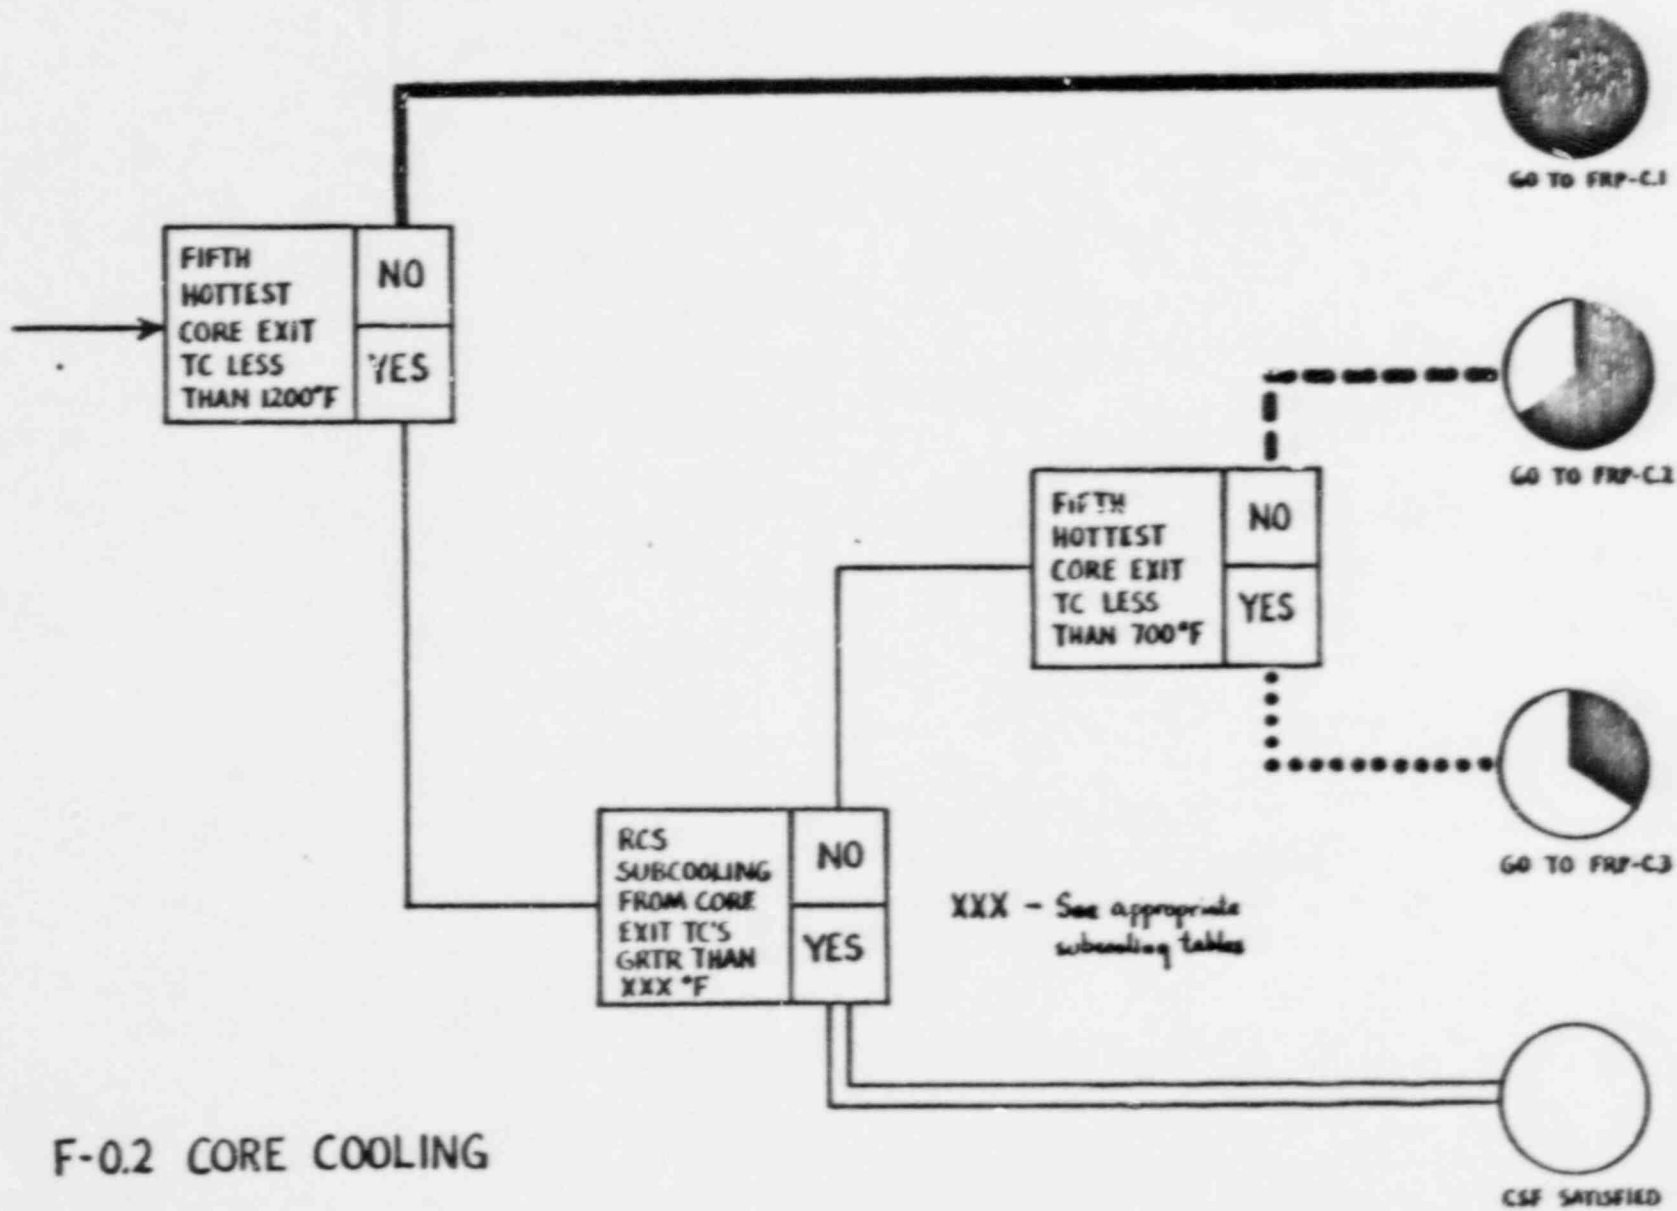 GO TO FRP-C.1
FIFTH
HOTTEST
CORE EXIT
TC LESS
THAN 1200°F
NO
YES
GO TO FRP-C.2
FIFTH
HOTTEST
CORE EXIT
TC LESS
THAN 700°F
NO
YES
GO TO FRP-C.3
RCS
SUBCOOLING
FROM CORE
EXIT TC'S
GRTR THAN
XXX °F
NO
YES
XXX - See appropriate
subcooling tables
F-0.2 CORE COOLING
CSF SATISFIED